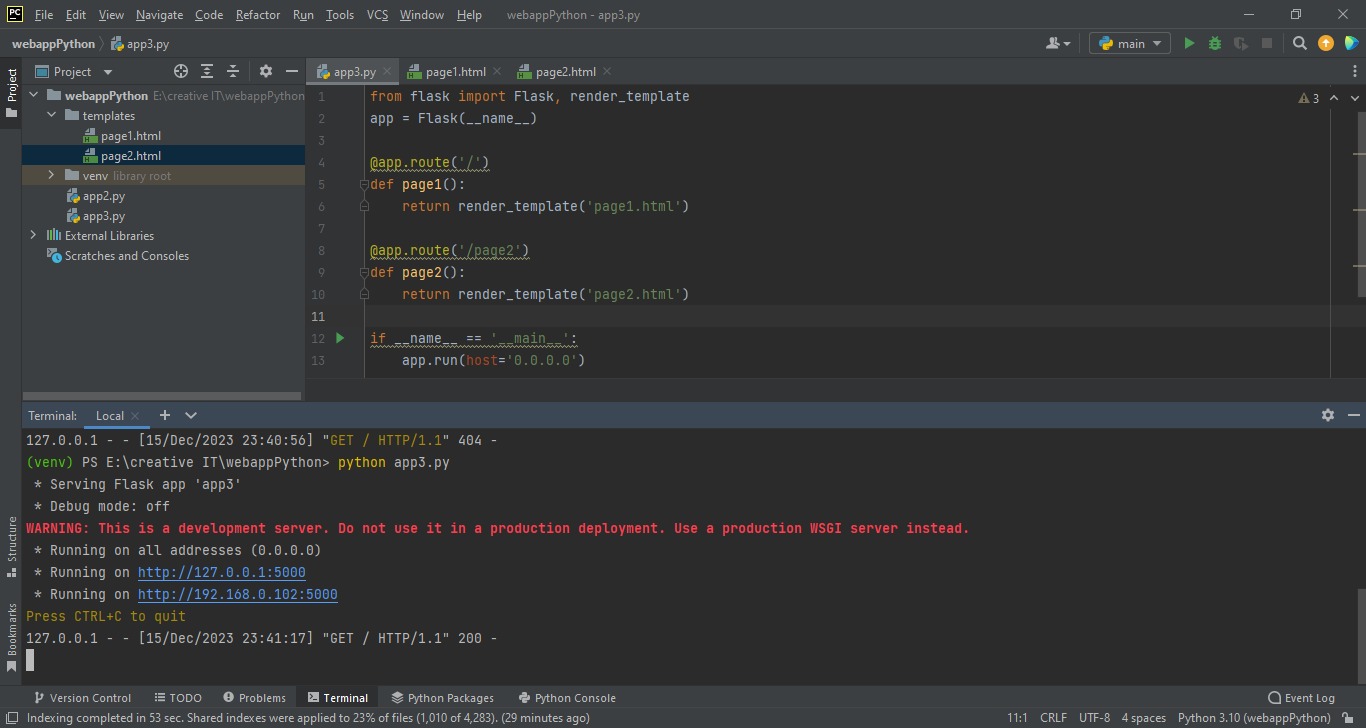 PC File Edit View Navigate Code Refactor Run Tools VCS Window Help webappPython - app3.py
webappPython app3.py main
Project Project app3.py page1.html page2.html
webappPython E:\creative IT\webappPython
templates
page1.html
page2.html
venv library root
app2.py
app3.py
External Libraries
Scratches and Consoles
3
1 from flask import Flask, render_template
2 app = Flask(__name__)
3
4 @app.route('/')
5 def page1():
6 return render_template('page1.html')
7
8 @app.route('/page2')
9 def page2():
10 return render_template('page2.html')
11
12 if __name__ == '__main__':
13 app.run(host='0.0.0.0')
Terminal: Local
127.0.0.1 - - [15/Dec/2023 23:40:56] "GET / HTTP/1.1" 404 -
(venv) PS E:\creative IT\webappPython> python app3.py
* Serving Flask app 'app3'
* Debug mode: off
WARNING: This is a development server. Do not use it in a production deployment. Use a production WSGI server instead.
* Running on all addresses (0.0.0.0)
* Running on http://127.0.0.1:5000
* Running on http://192.168.0.102:5000
Press CTRL+C to quit
127.0.0.1 - - [15/Dec/2023 23:41:17] "GET / HTTP/1.1" 200 -
Structure
Bookmarks
Version Control TODO Problems Terminal Python Packages Python Console Event Log
Indexing completed in 53 sec. Shared indexes were applied to 23% of files (1,010 of 4,283). (29 minutes ago) 11:1 CRLF UTF-8 4 spaces Python 3.10 (webappPython)